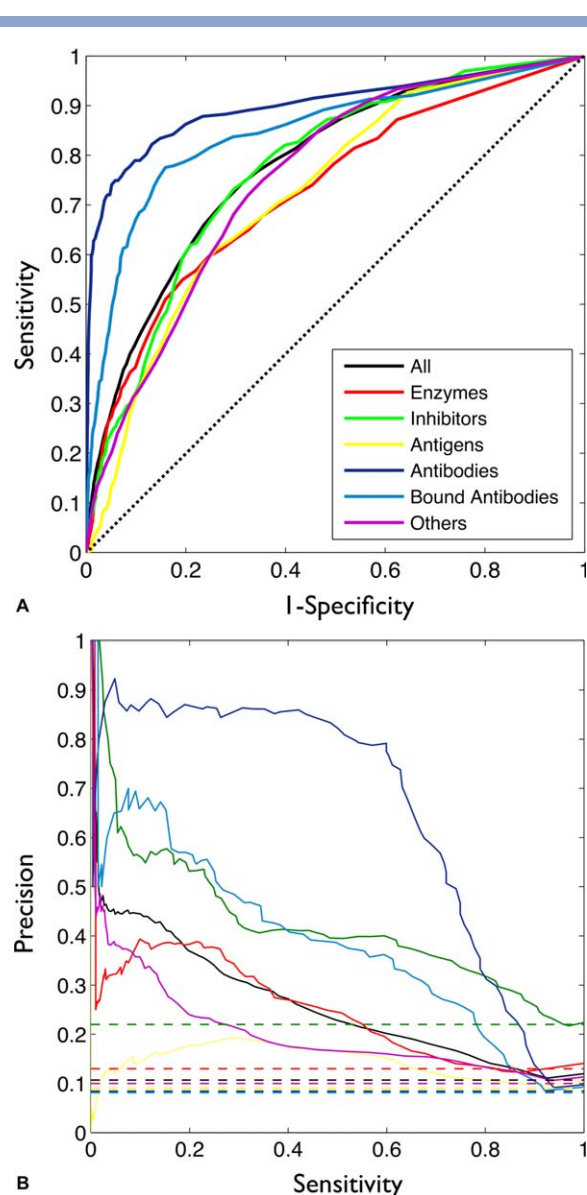 1
0.9
0.8
0.7
0.6
0.5
0.4
0.3
0.2
0.1
0
Sensitivity
All
Enzymes
Inhibitors
Antigens
Antibodies
Bound Antibodies
Others
0 0.2 0.4 0.6 0.8 1
A 1-Specificity
1
0.9
0.8
0.7
0.6
0.5
0.4
0.3
0.2
0.1
0
Precision
0 0.2 0.4 0.6 0.8 1
B Sensitivity